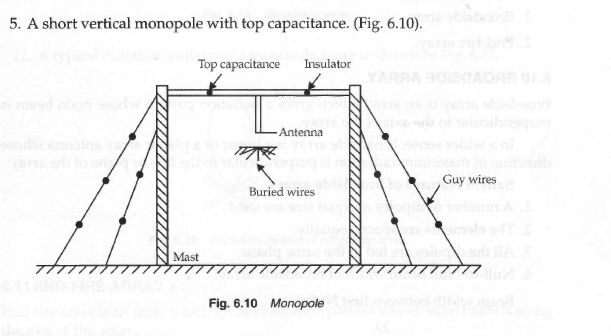 5. A short vertical monopole with top capacitance. (Fig. 6.10).
Top capacitance Insulator
Antenna
Buried wires
Guy wires
Mast
Fig. 6.10 Monopole